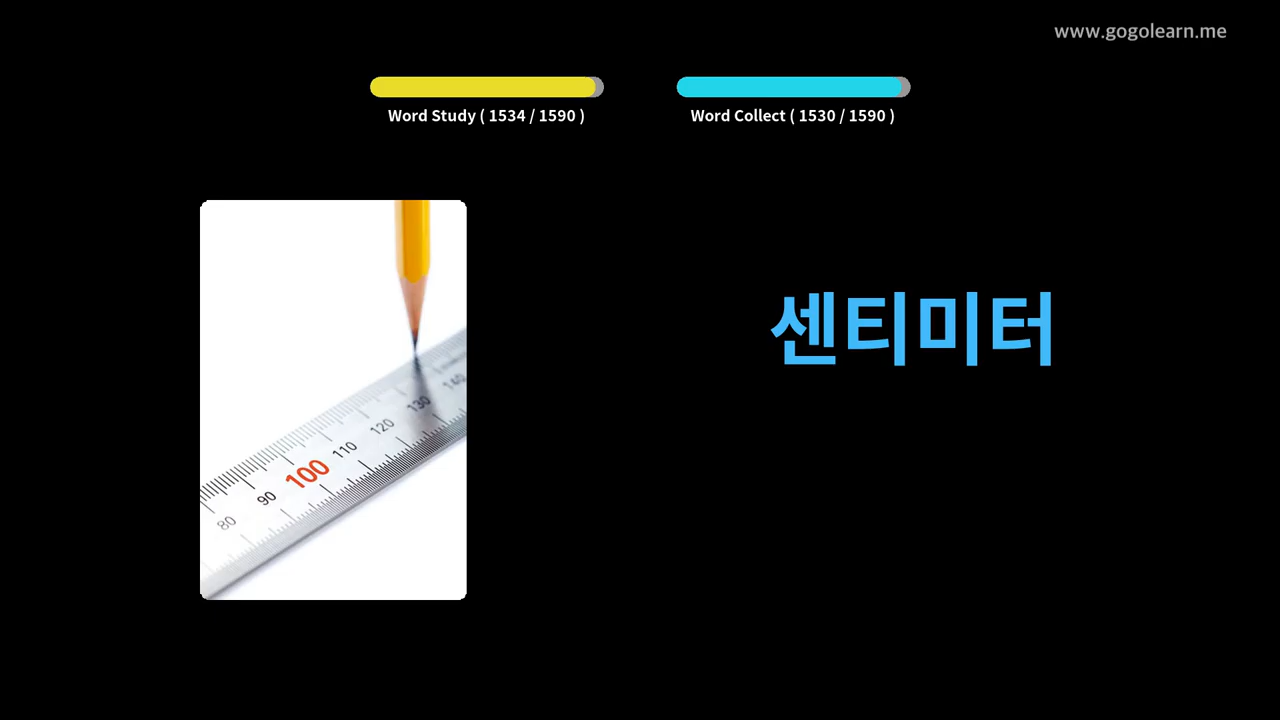 www.gogolearn.me
Word Study ( 1534 / 1590 )
Word Collect ( 1530 / 1590 )
센티미터
80
90
100
110
120
130
140